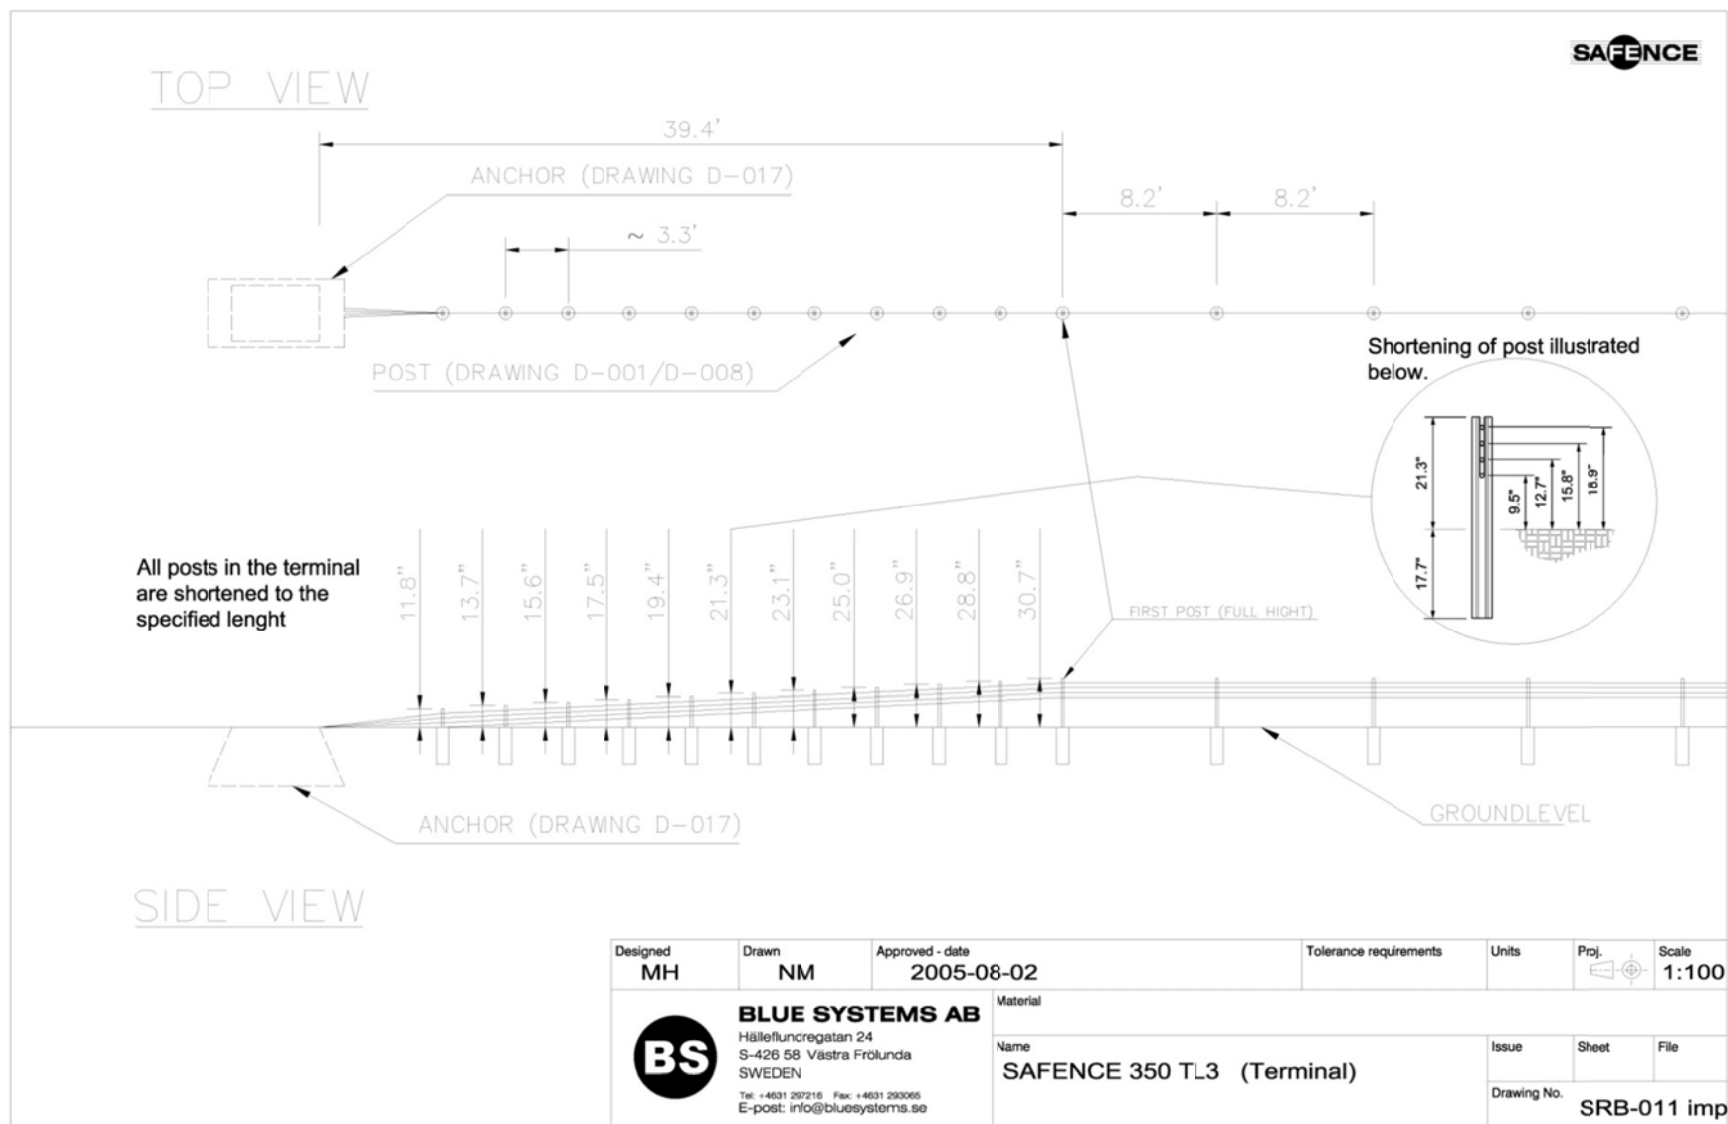 SAFENCE
TOP VIEW
39.4'
ANCHOR (DRAWING D-017)
8.2'
8.2'
~ 3.3'
POST (DRAWING D-001/D-008)
Shortening of post illustrated
below.
21.3"
17.7"
9.5"
12.7"
15.8"
18.9"
All posts in the terminal
are shortened to the
specified lenght
11.8"
13.7"
15.6"
17.5"
19.4"
21.3"
23.1"
25.0"
26.9"
28.8"
30.7"
FIRST POST (FULL HIGHT)
ANCHOR (DRAWING D-017)
GROUNDLEVEL
SIDE VIEW
Designed
MH
Drawn
NM
Approved - date
2005-08-02
Tolerance requirements
Units
Proj.
Scale
1:100
BS
BLUE SYSTEMS AB
Hälleflundregatan 24
S-426 58 Västra Frölunda
SWEDEN
Tel: +4631 297216 Fax: +4631 293065
E-post: info@bluesystems.se
Material
Name
SAFENCE 350 TL3 (Terminal)
Issue
Sheet
File
Drawing No.
SRB-011 imp